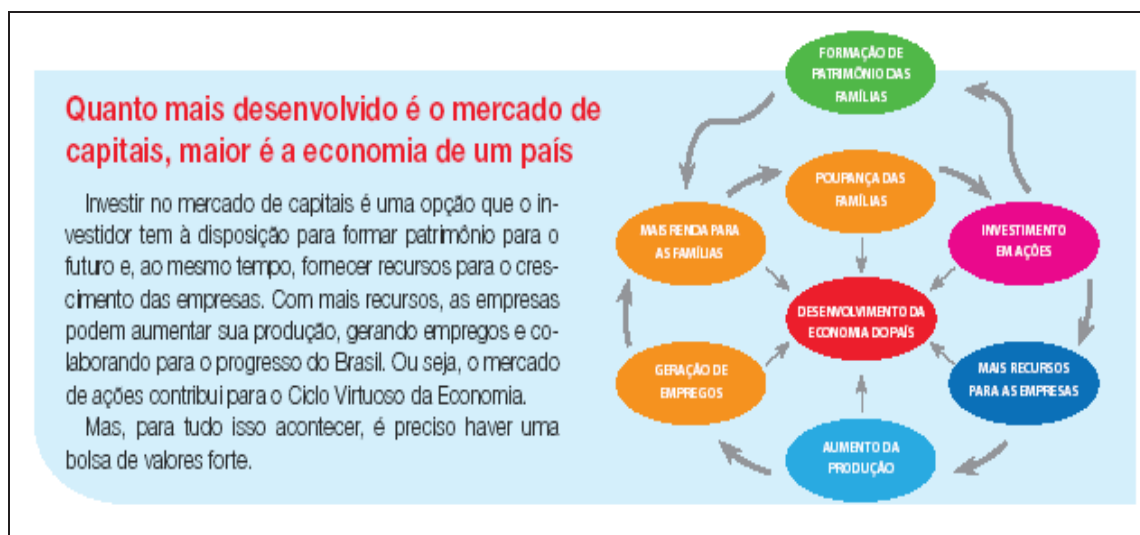 Quanto mais desenvolvido é o mercado de
capitais, maior é a economia de um país
Investir no mercado de capitais é uma opção que o in-
vestidor tem à disposição para formar patrimônio para o
futuro e, ao mesmo tempo, fornecer recursos para o cres-
cimento das empresas. Com mais recursos, as empresas
podem aumentar sua produção, gerando empregos e co-
laborando para o progresso do Brasil. Ou seja, o mercado
de ações contribui para o Ciclo Virtuoso da Economia.
Mas, para tudo isso acontecer, é preciso haver uma
bolsa de valores forte.
FORMAÇÃO DE
PATRIMÔNIO DAS
FAMÍLIAS
POUPANÇA DAS
FAMÍLIAS
MAIS RENDA PARA
AS FAMÍLIAS
INVESTIMENTO
EM AÇÕES
DESENVOLVIMENTO DA
ECONOMIA DO PAÍS
GERAÇÃO DE
EMPREGOS
MAIS RECURSOS
PARA AS EMPRESAS
AUMENTO DA
PRODUÇÃO